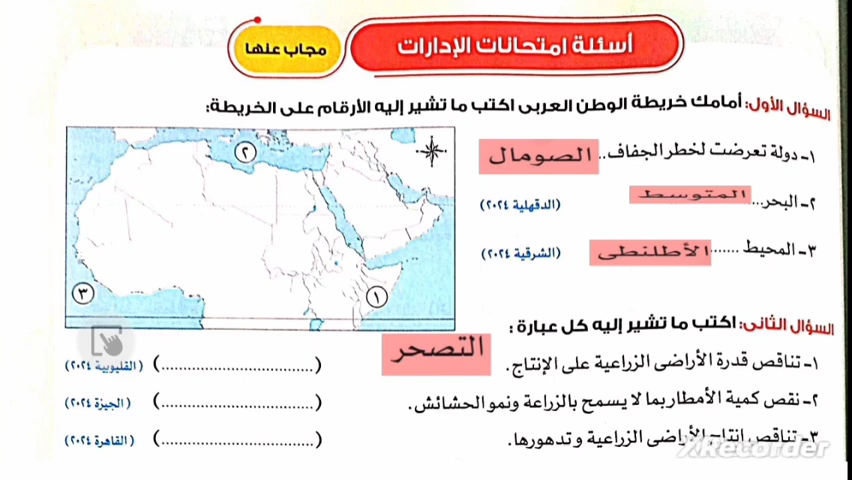 أسئلة امتحانات الإدارات
مجاب عنها
السؤال الأول: أمامك خريطة الوطن العربى اكتب ما تشير إليه الأرقام على الخريطة:
١- دولة تعرضت لخطر الجفاف.. الصومال
٢- البحر... المتوسط (الدقهلية ٢٠٢٤)
٣- المحيط ....... الأطلنطى (الشرقية ٢٠٢٤)
٢
٣
١
السؤال الثانى: اكتب ما تشير إليه كل عبارة :
التصحر
١- تناقص قدرة الأراضى الزراعية على الإنتاج. (..................................) (القليوبية ٢٠٢٤)
٢- نقص كمية الأمطار بما لا يسمح بالزراعة ونمو الحشائش. (..................................) (الجيزة ٢٠٢٤)
٣- تناقص إنتاج الأراضى الزراعية وتدهورها. (..................................) (القاهرة ٢٠٢٤)
XRecorder